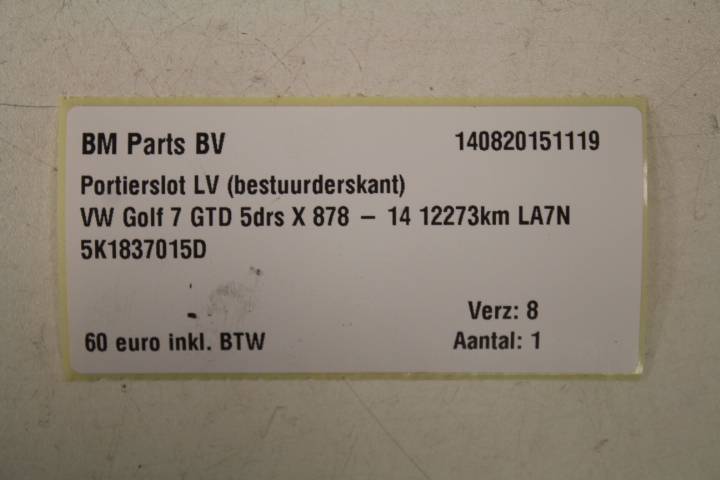 BM Parts BV 140820151119
Portierslot LV (bestuurderskant)
VW Golf 7 GTD 5drs X 878 – 14 12273km LA7N
5K1837015D
Verz: 8
60 euro inkl. BTW Aantal: 1